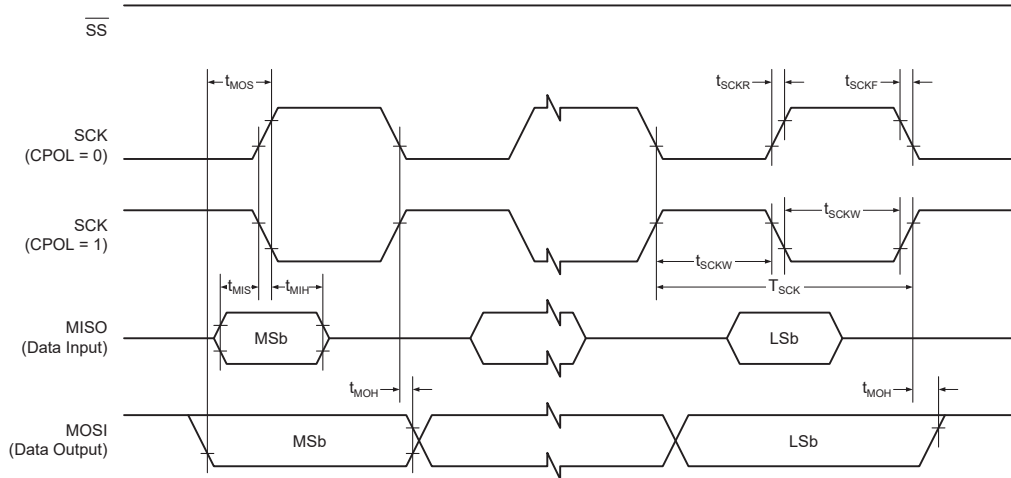 SS
tMOS
tSCKR
tSCKF
SCK
(CPOL = 0)
SCK
(CPOL = 1)
tSCKW
tSCKW
TSCK
tMIS
tMIH
MISO
(Data Input)
MSb
LSb
tMOH
tMOH
MOSI
(Data Output)
MSb
LSb